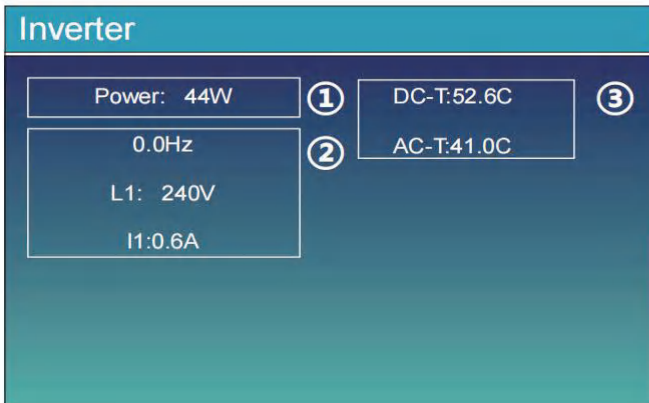 Inverter
Power: 44W
①
0.0Hz
L1: 240V
I1:0.6A
②
DC-T:52.6C
AC-T:41.0C
③